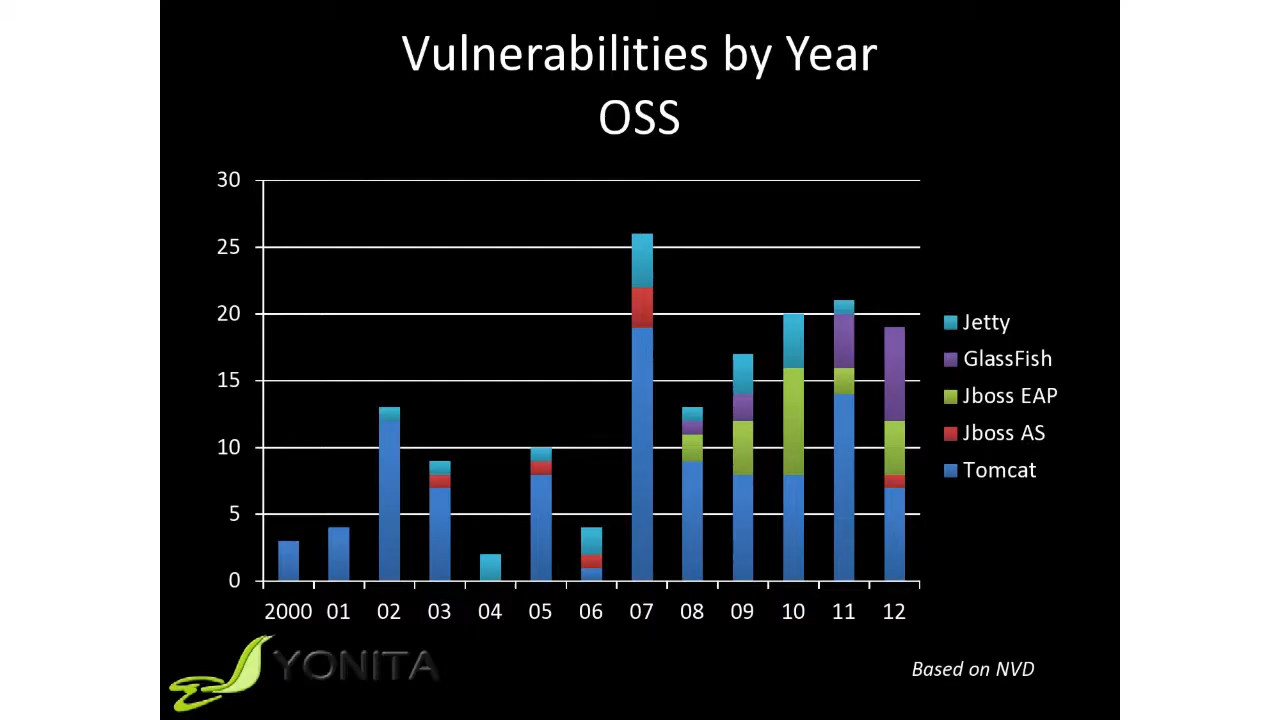 Vulnerabilities by Year
OSS
30
25
20
15
10
5
0
2000 01 02 03 04 05 06 07 08 09 10 11 12
Jetty
GlassFish
Jboss EAP
Jboss AS
Tomcat
YONITA
Based on NVD